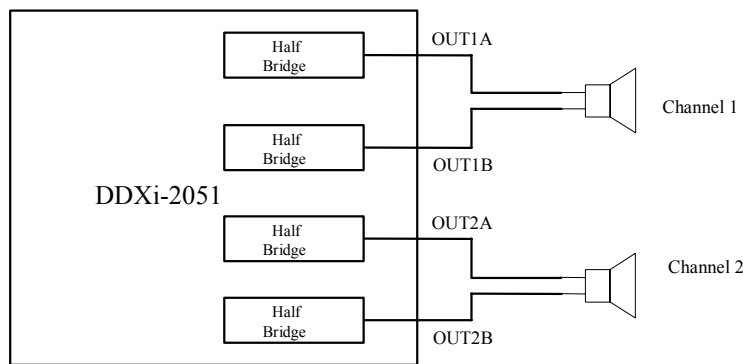 Half
Bridge
OUT1A
Channel 1
Half
Bridge
OUT1B
DDXi-2051
Half
Bridge
OUT2A
Channel 2
Half
Bridge
OUT2B